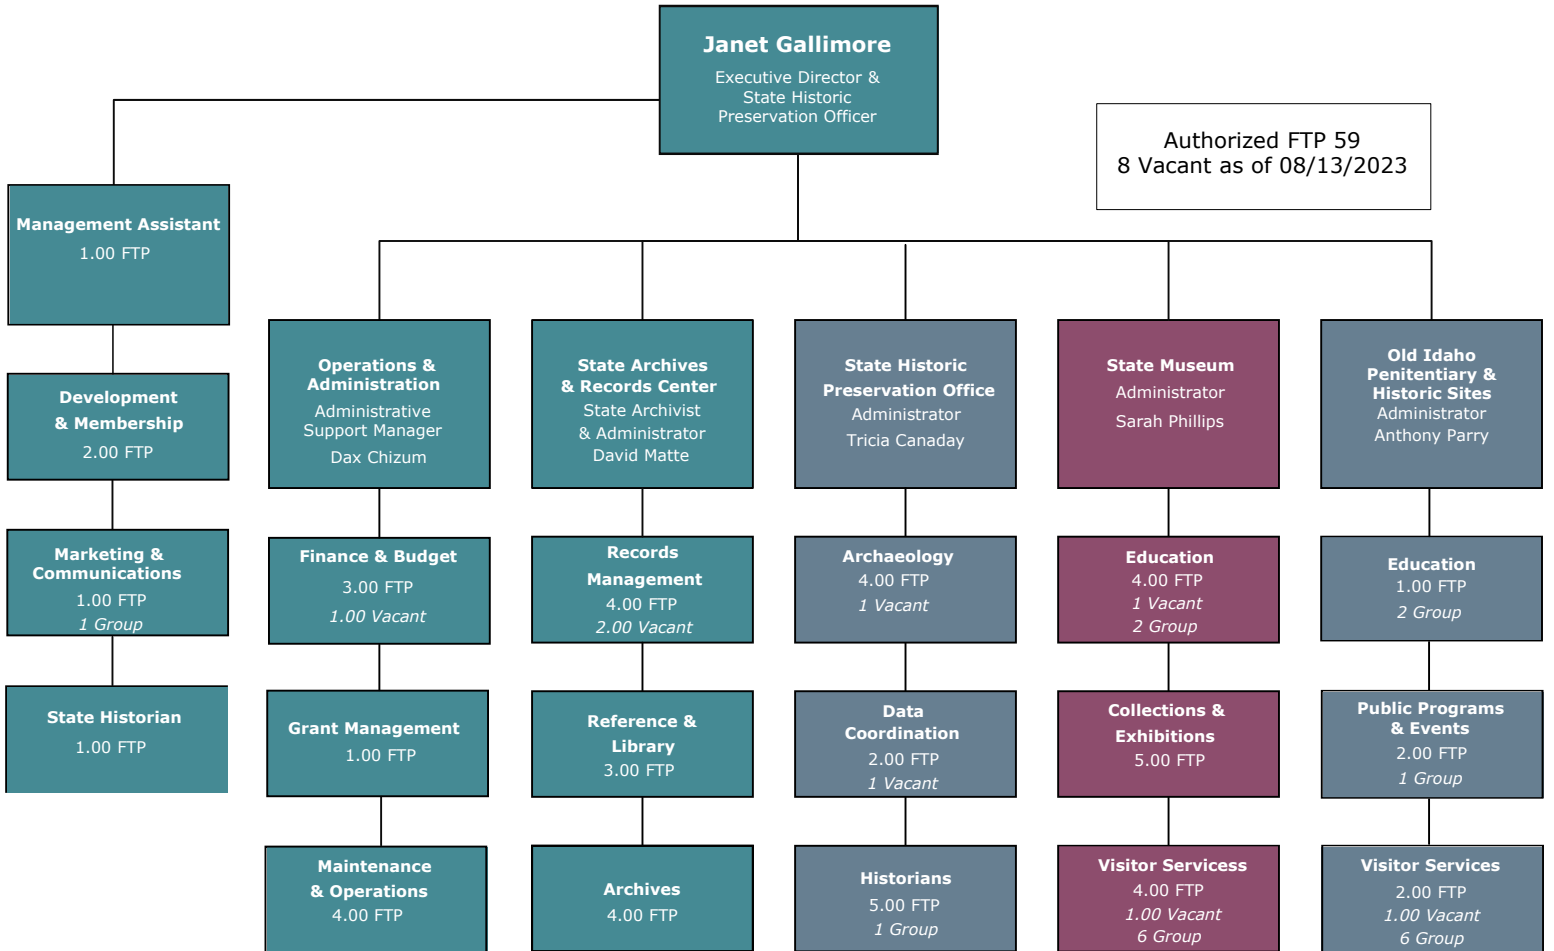 Janet Gallimore
Executive Director &
State Historic
Preservation Officer
Authorized FTP 59
8 Vacant as of 08/13/2023
Management Assistant
1.00 FTP
Development
& Membership
2.00 FTP
Marketing &
Communications
1.00 FTP
1 Group
State Historian
1.00 FTP
Operations &
Administration
Administrative
Support Manager
Dax Chizum
Finance & Budget
3.00 FTP
1.00 Vacant
Grant Management
1.00 FTP
Maintenance
& Operations
4.00 FTP
State Archives
& Records Center
State Archivist
& Administrator
David Matte
Records
Management
4.00 FTP
2.00 Vacant
Reference &
Library
3.00 FTP
Archives
4.00 FTP
State Historic
Preservation Office
Administrator
Tricia Canaday
Archaeology
4.00 FTP
1 Vacant
Data
Coordination
2.00 FTP
1 Vacant
Historians
5.00 FTP
1 Group
State Museum
Administrator
Sarah Phillips
Education
4.00 FTP
1 Vacant
2 Group
Collections &
Exhibitions
5.00 FTP
Visitor Servicess
4.00 FTP
1.00 Vacant
6 Group
Old Idaho
Penitentiary &
Historic Sites
Administrator
Anthony Parry
Education
1.00 FTP
2 Group
Public Programs
& Events
2.00 FTP
1 Group
Visitor Services
2.00 FTP
1.00 Vacant
6 Group